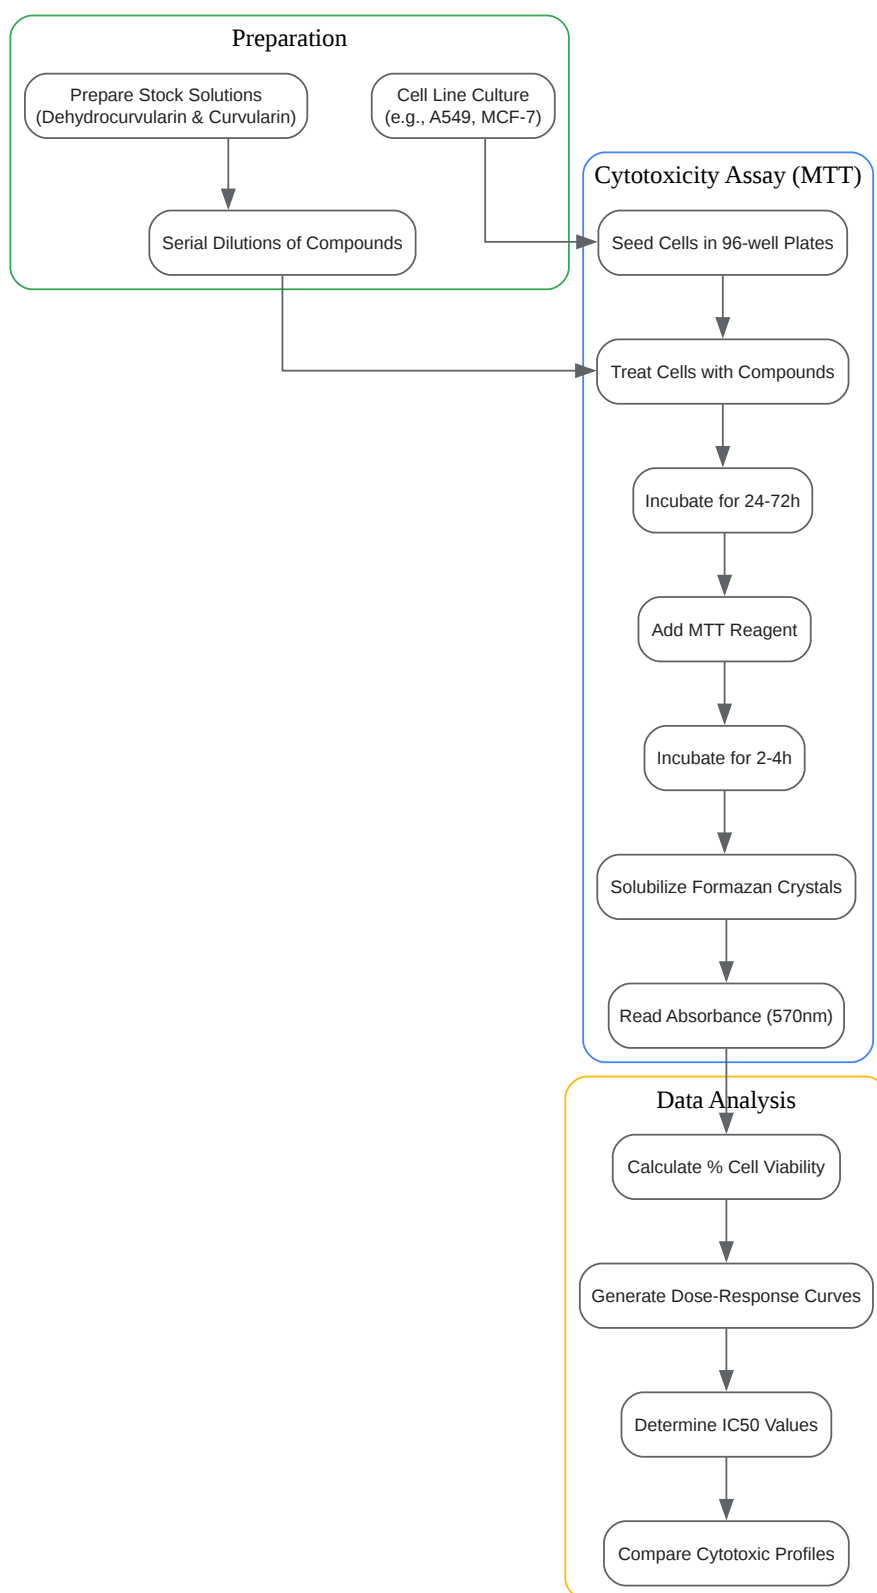 Preparation
Prepare Stock Solutions
(Dehydrocurvularin & Curvularin)
Cell Line Culture
(e.g., A549, MCF-7)
Serial Dilutions of Compounds
Cytotoxicity Assay (MTT)
Seed Cells in 96-well Plates
Treat Cells with Compounds
Incubate for 24-72h
Add MTT Reagent
Incubate for 2-4h
Solubilize Formazan Crystals
Read Absorbance (570nm)
Data Analysis
Calculate % Cell Viability
Generate Dose-Response Curves
Determine IC50 Values
Compare Cytotoxic Profiles